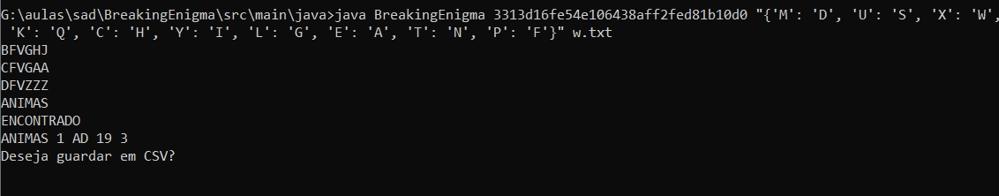 G:\aulas\sad\BreakingEnigma\src\main\java>java BreakingEnigma 3313d16fe54e106438aff2fed81b10d0 "{'M': 'D', 'U': 'S', 'X': 'W',
'K': 'Q', 'C': 'H', 'Y': 'I', 'L': 'G', 'E': 'A', 'T': 'N', 'P': 'F'}" w.txt
BFVGHJ
CFVGAA
DFVZZZ
ANIMAS
ENCONTRADO
ANIMAS 1 AD 19 3
Deseja guardar em CSV?